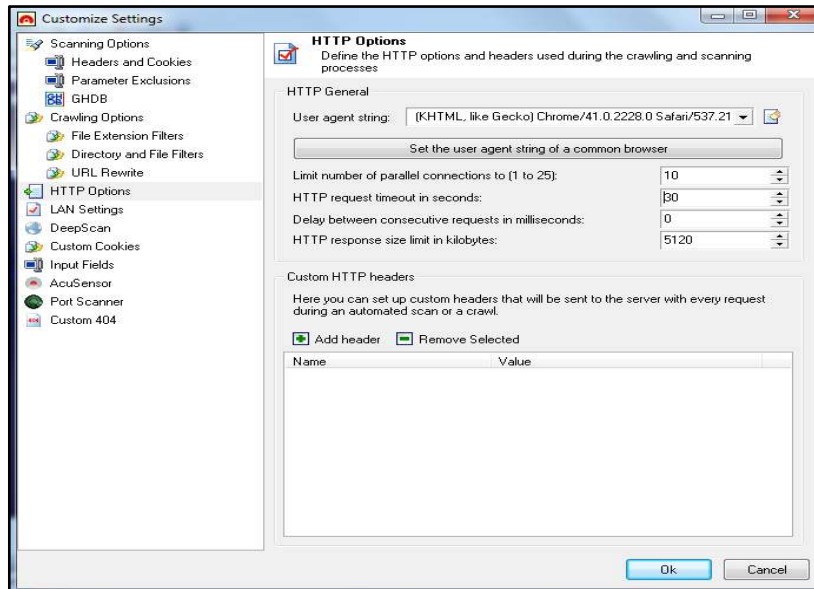 Customize Settings
Scanning Options
Headers and Cookies
Parameter Exclusions
GHDB
Crawling Options
File Extension Filters
Directory and File Filters
URL Rewrite
HTTP Options
LAN Settings
DeepScan
Custom Cookies
Input Fields
AcuSensor
Port Scanner
404 Custom 404
HTTP Options
Define the HTTP options and headers used during the crawling and scanning
processes
HTTP General
User agent string: (KHTML, like Gecko) Chrome/41.0.2228.0 Safari/537.21
Set the user agent string of a common browser
Limit number of parallel connections to (1 to 25): 10
HTTP request timeout in seconds: 30
Delay between consecutive requests in milliseconds: 0
HTTP response size limit in kilobytes: 5120
Custom HTTP headers
Here you can set up custom headers that will be sent to the server with every request
during an automated scan or a crawl.
Add header Remove Selected
Name Value
Ok Cancel